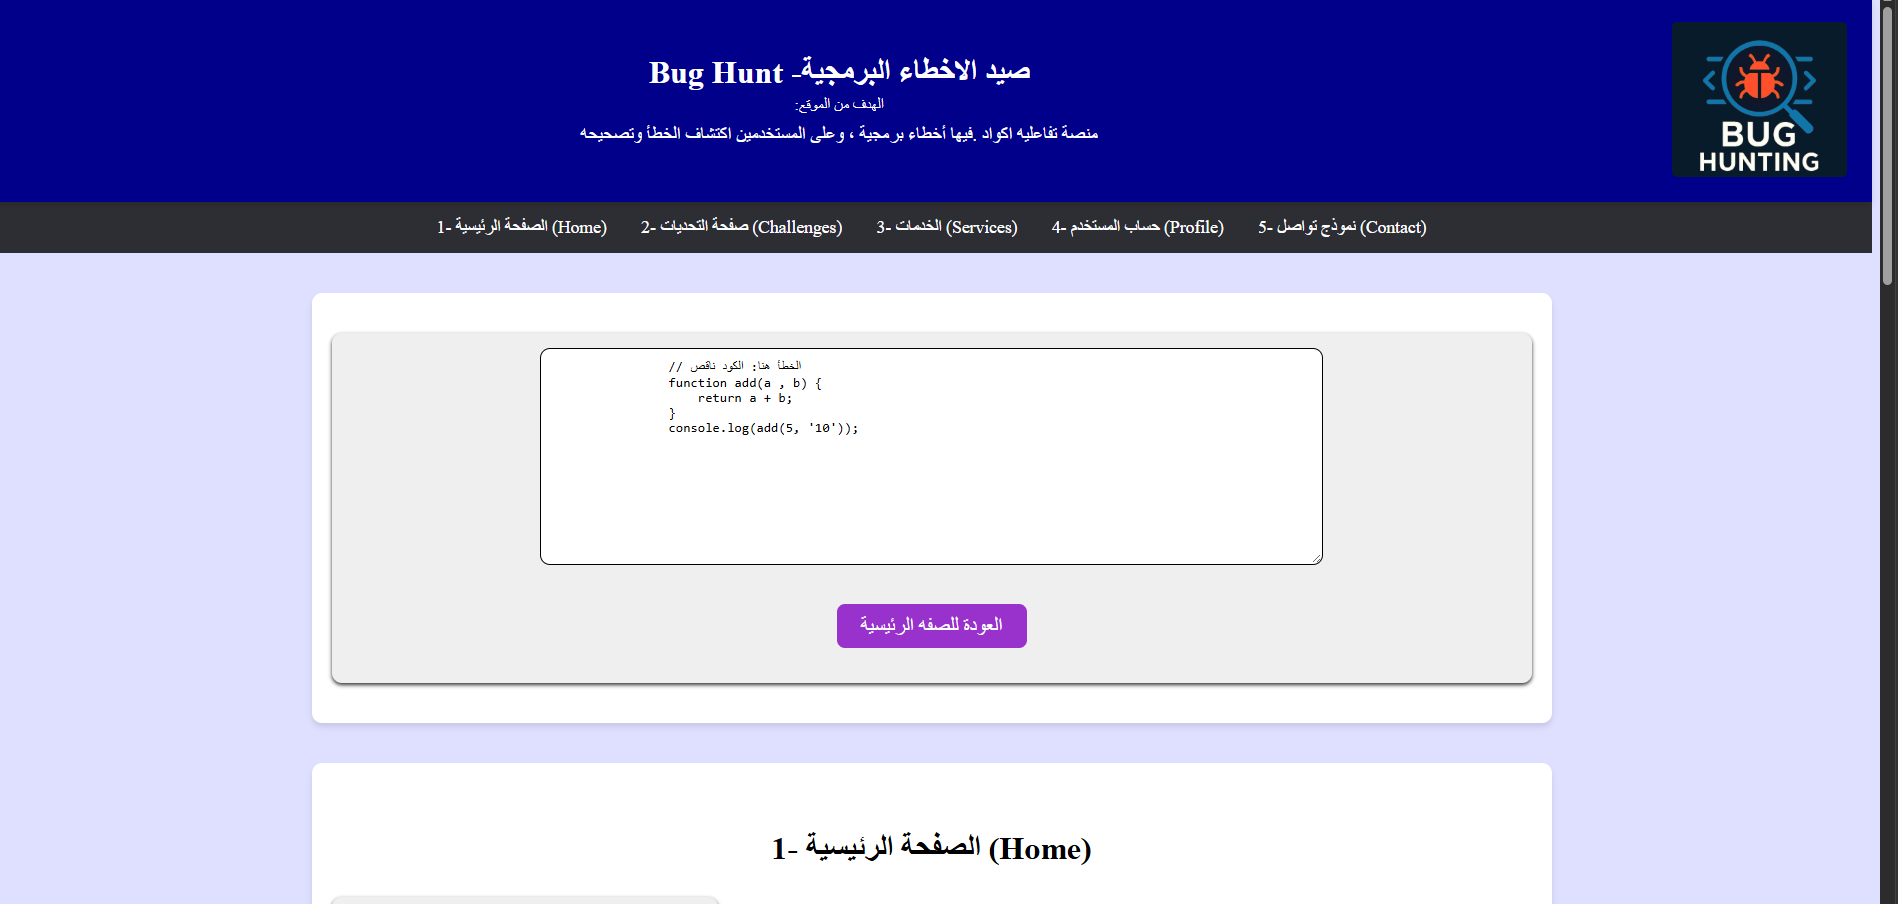 صيد الاخطاء البرمجية- Bug Hunt
الهدف من الموقع:
منصة تفاعليه اكواد .فيها أخطاء برمجية ، وعلى المستخدمين اكتشاف الخطأ وتصحيحه
BUG
HUNTING
1- الصفحة الرئيسية (Home)
2- صفحة التحديات (Challenges)
3- الخدمات (Services)
4- حساب المستخدم (Profile)
5- نموذج تواصل (Contact)
// الخطأ هنا: الكود ناقص
function add(a , b) {
    return a + b;
}
console.log(add(5, '10'));
العودة للصفه الرئيسية
1- الصفحة الرئيسية (Home)